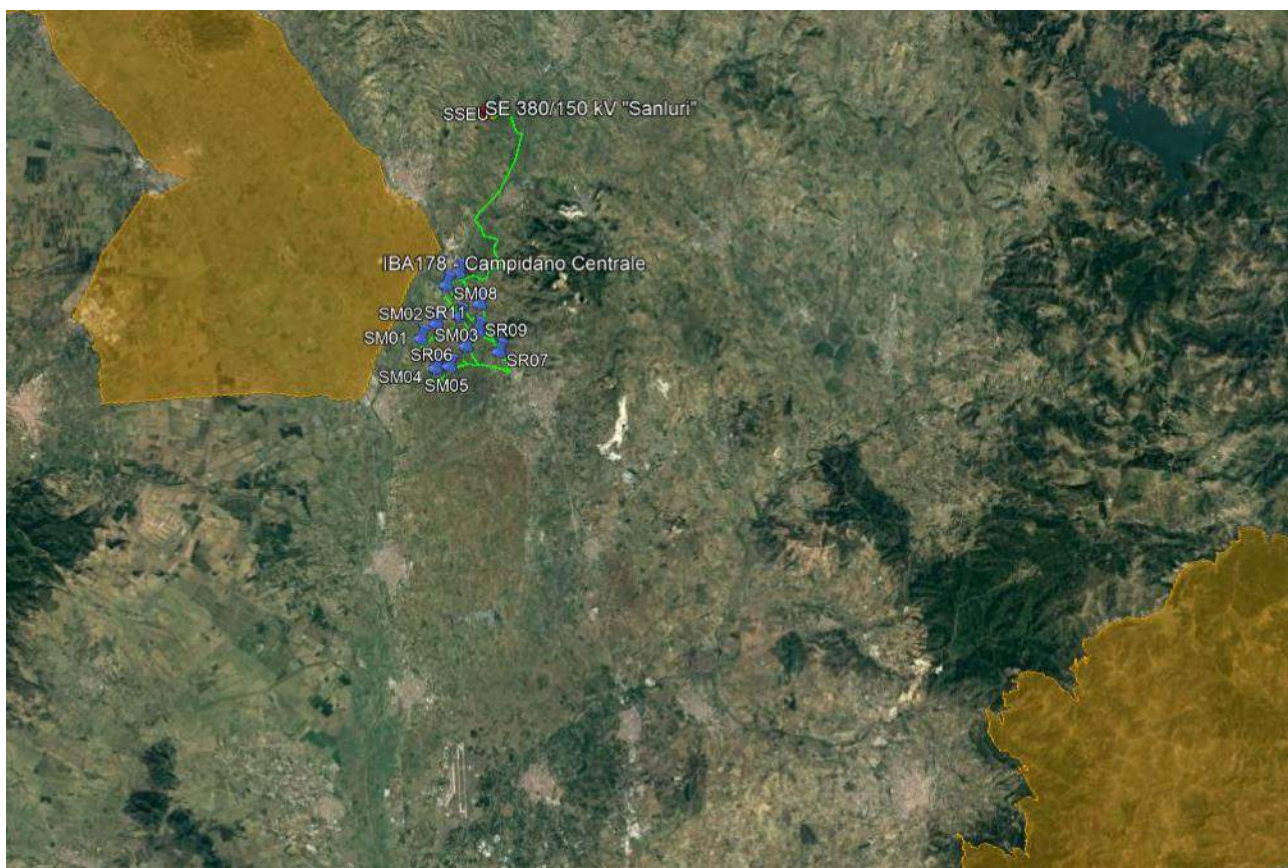 SSEU
SE 380/150 kV "Sanluri"
IBA178 - Campidano Centrale
SM08
SM02
SR11
SM01
SM03
SR09
SR06
SR07
SM04
SM05